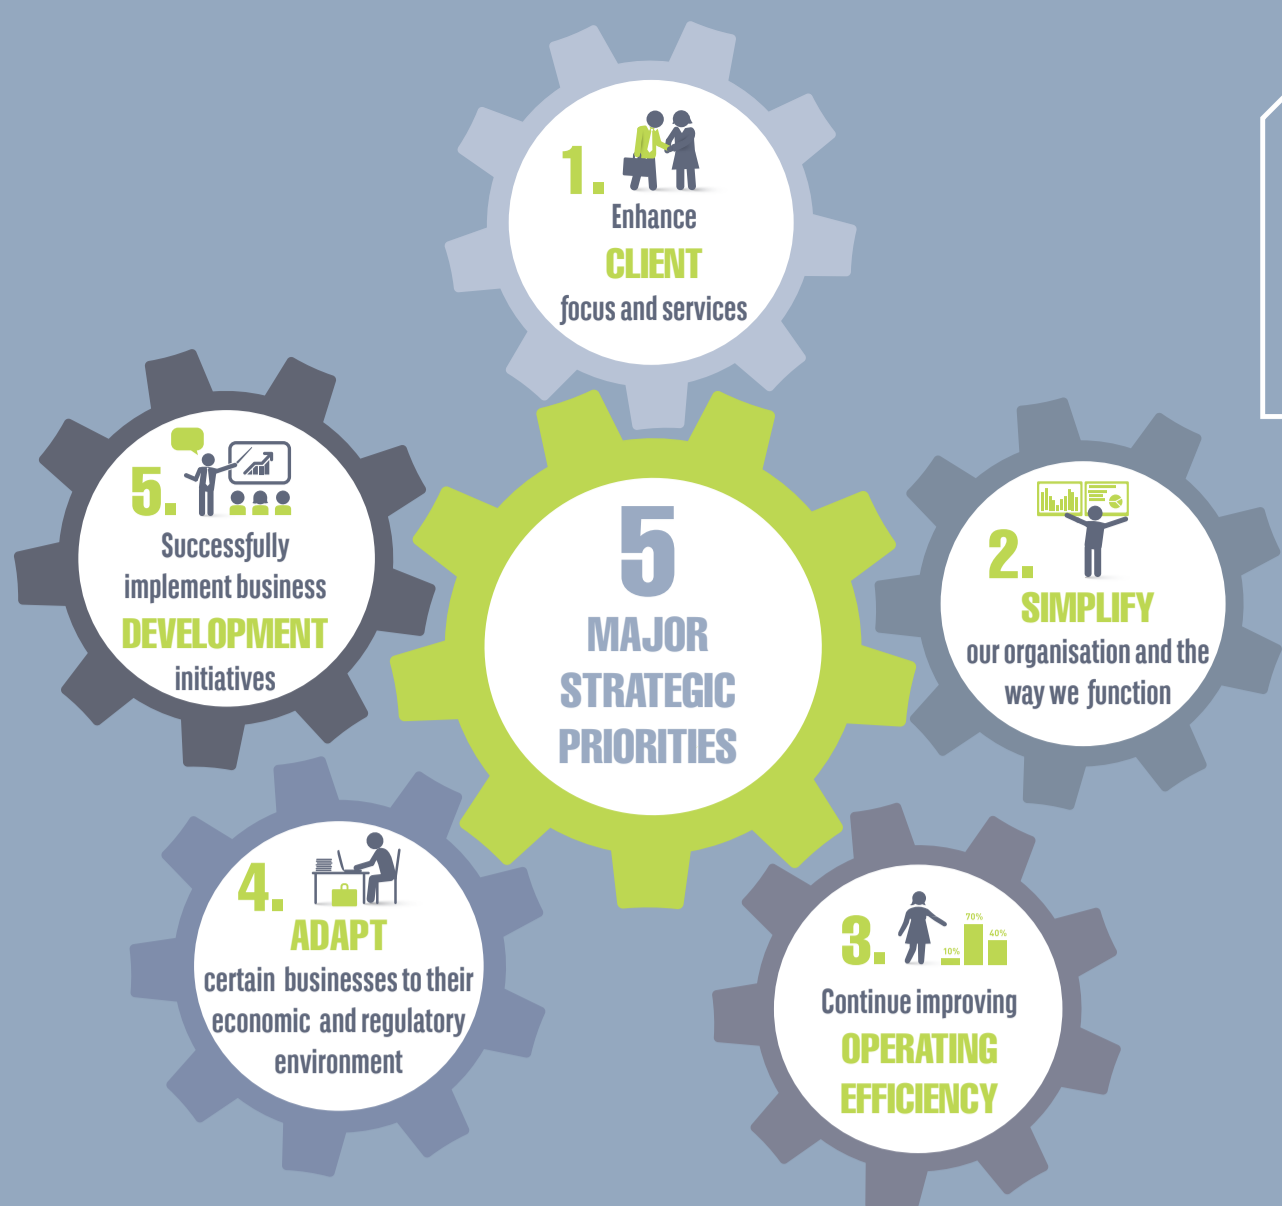 1.
Enhance
CLIENT
focus and services
5
MAJOR
STRATEGIC
PRIORITIES
2.
SIMPLIFY
our organisation and the
way we function
3.
10%
70%
40%
Continue improving
OPERATING
EFFICIENCY
4.
ADAPT
certain businesses to their
economic and regulatory
environment
5.
Successfully
implement business
DEVELOPMENT
initiatives